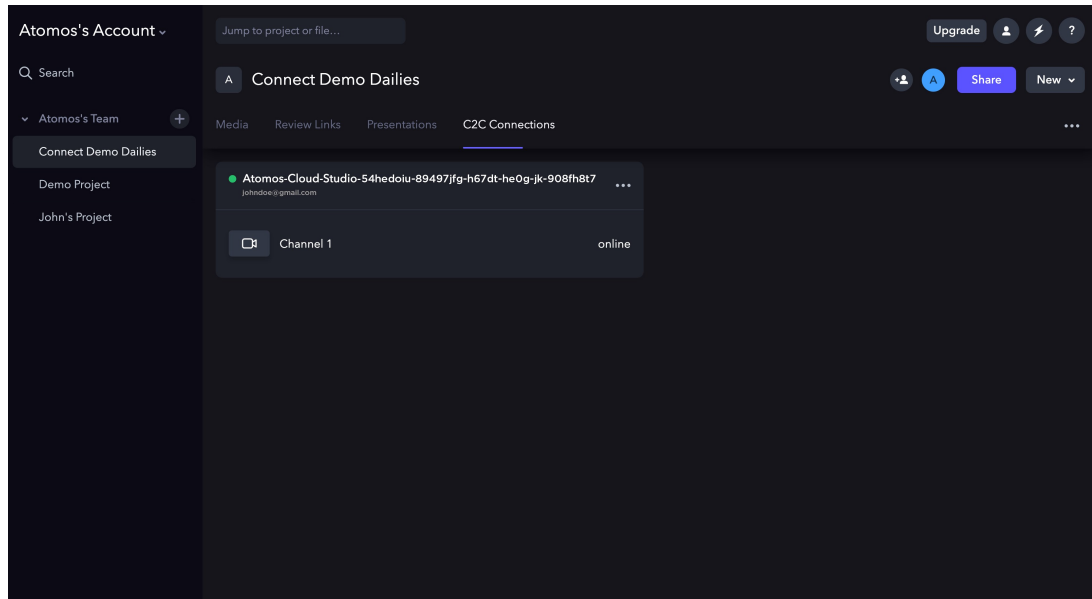 Atomos's Account
Jump to project or file...
Upgrade
?
Search
A
Connect Demo Dailies
A
Share
New
Atomos's Team
+
Media
Review Links
Presentations
C2C Connections
Connect Demo Dailies
Demo Project
John's Project
Atomos-Cloud-Studio-54hedoiu-89497jfg-h67dt-he0g-jk-908fh8t7
johndoe@gmail.com
Channel 1
online